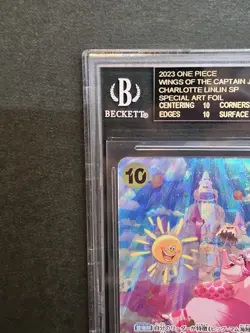 2023 ONE PIECE
WINGS OF THE CAPTAIN J
CHARLOTTE LINLIN SP
SPECIAL ART FOIL
CENTERING 10 CORNERS
EDGES 10 SURFACE
B
BECKETT
10